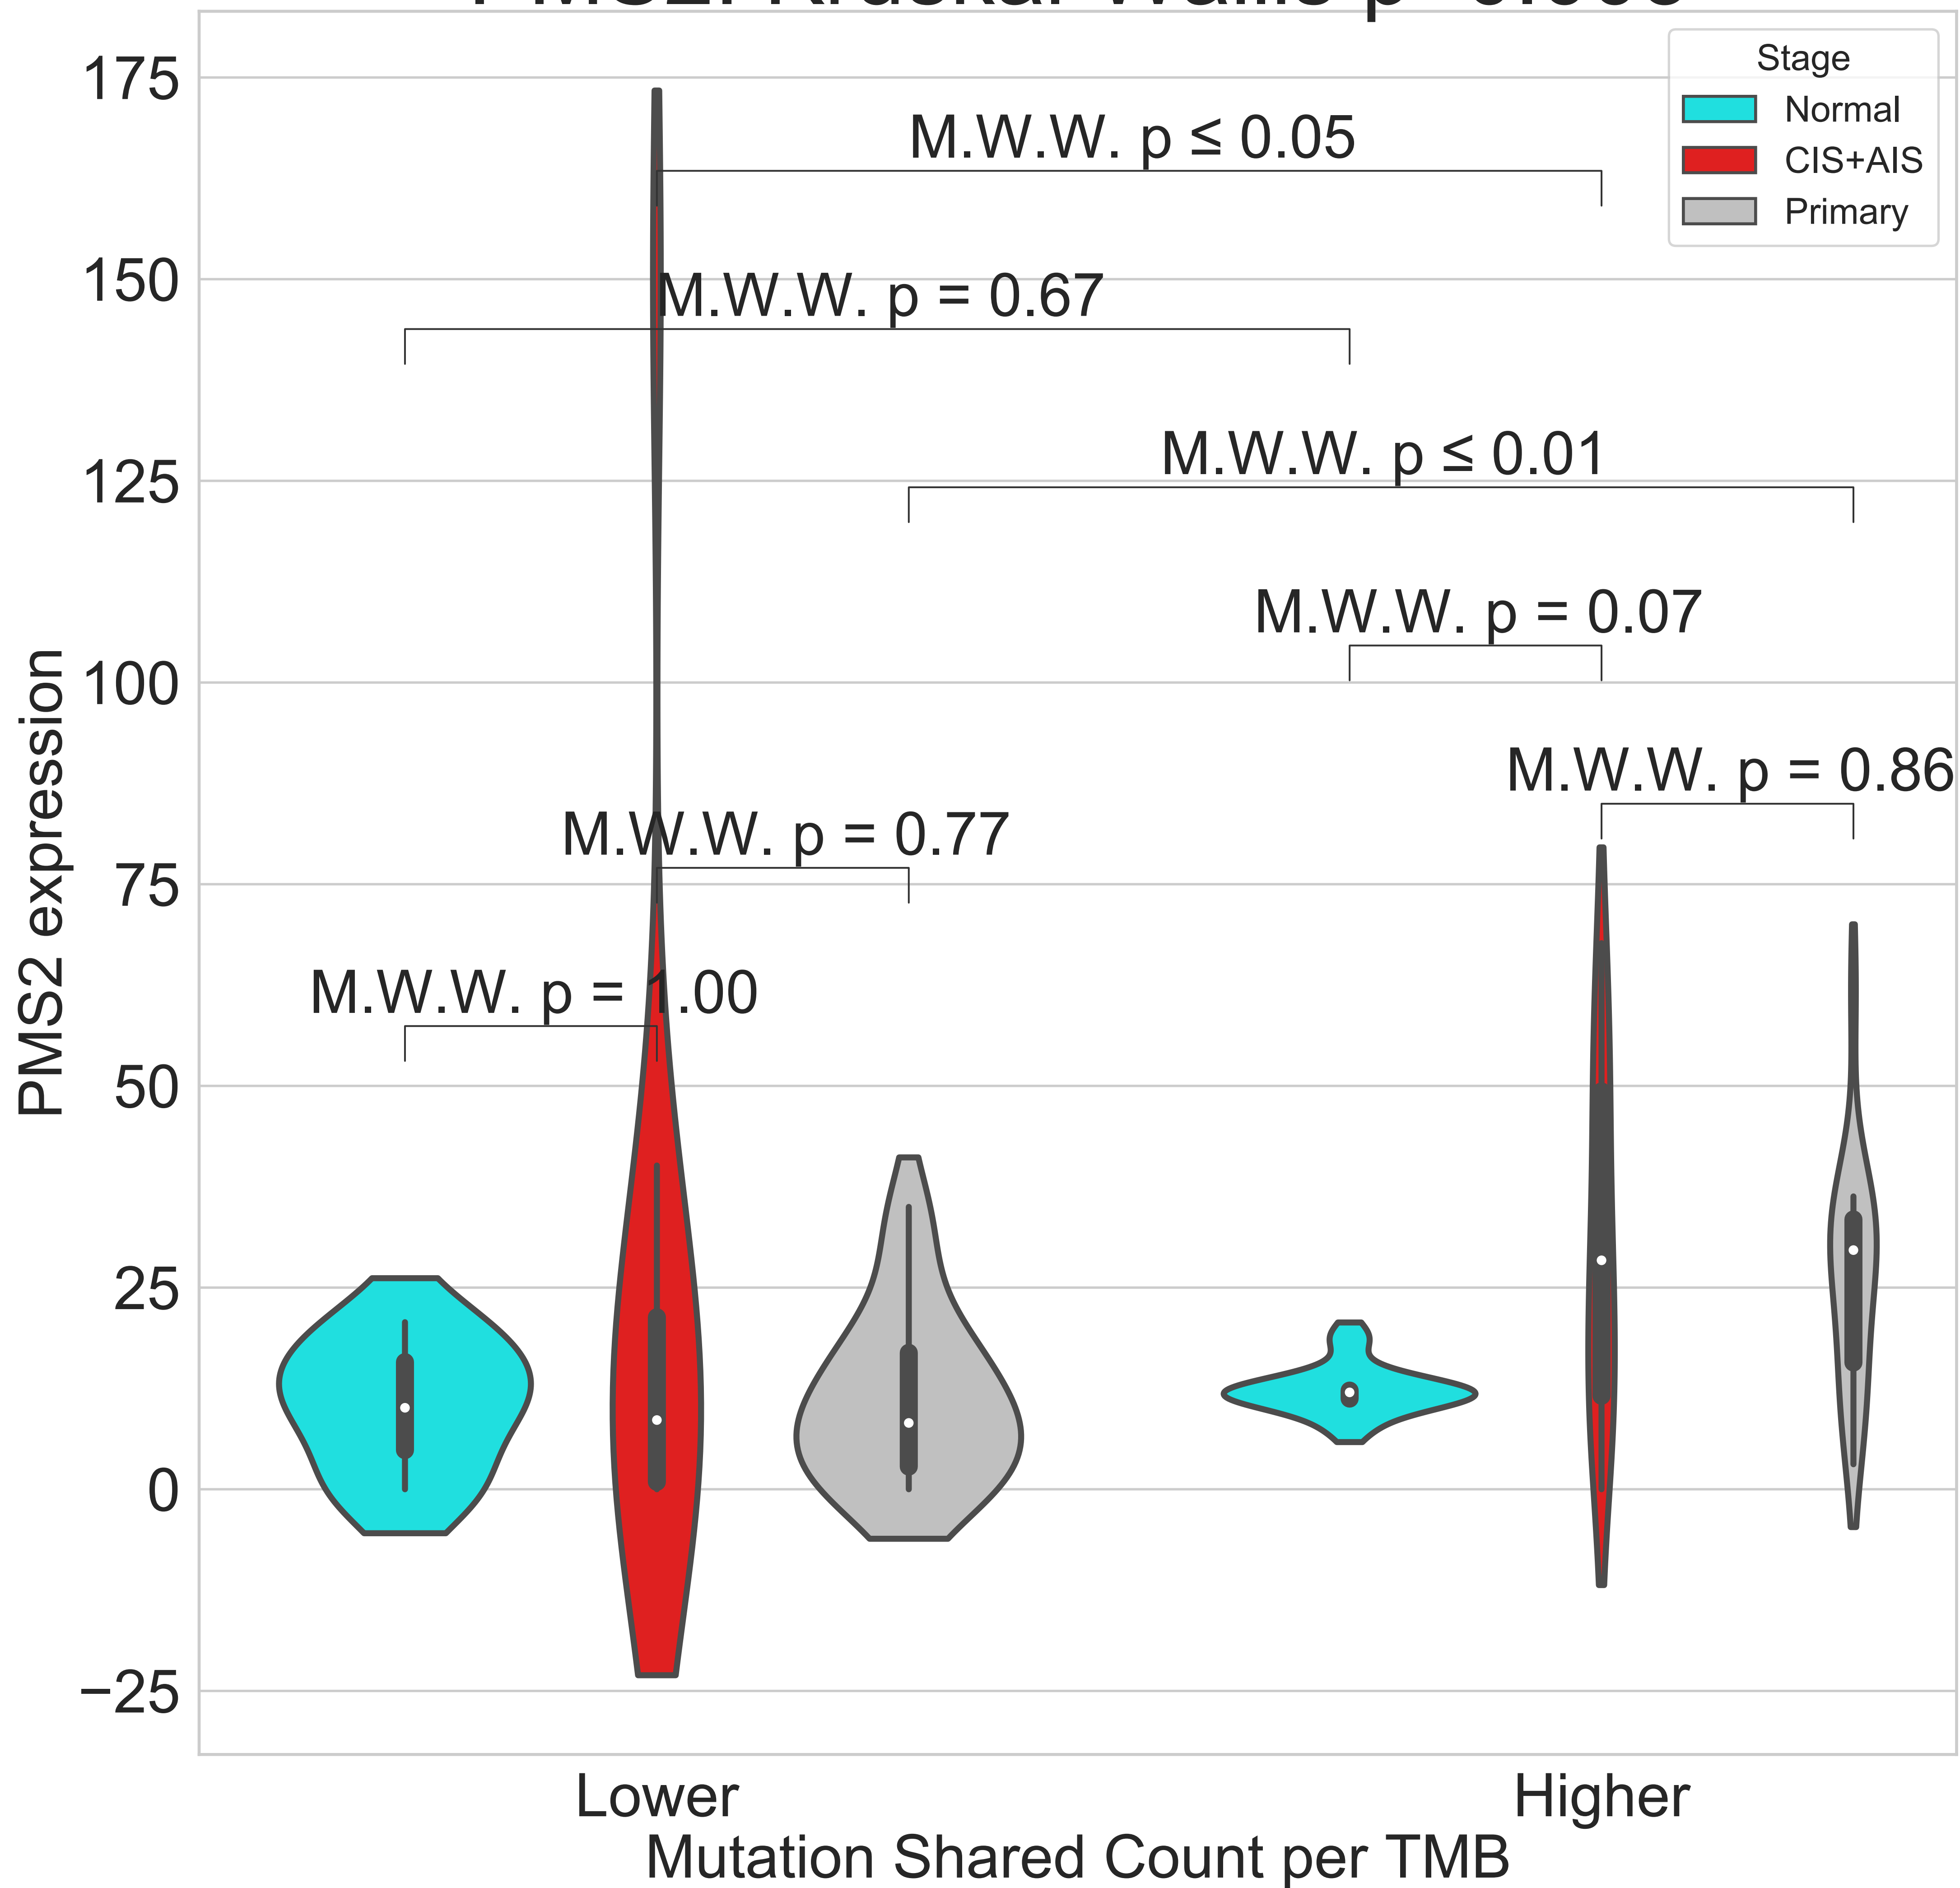 175
150
125
100
75
50
25
0
−25
PMS2 expression
Stage
Normal
CIS+AIS
Primary
M.W.W. p ≤ 0.05
M.W.W. p = 0.67
M.W.W. p ≤ 0.01
M.W.W. p = 0.07
M.W.W. p = 0.86
M.W.W. p = 0.77
M.W.W. p = 1.00
Lower
Higher
Mutation Shared Count per TMB